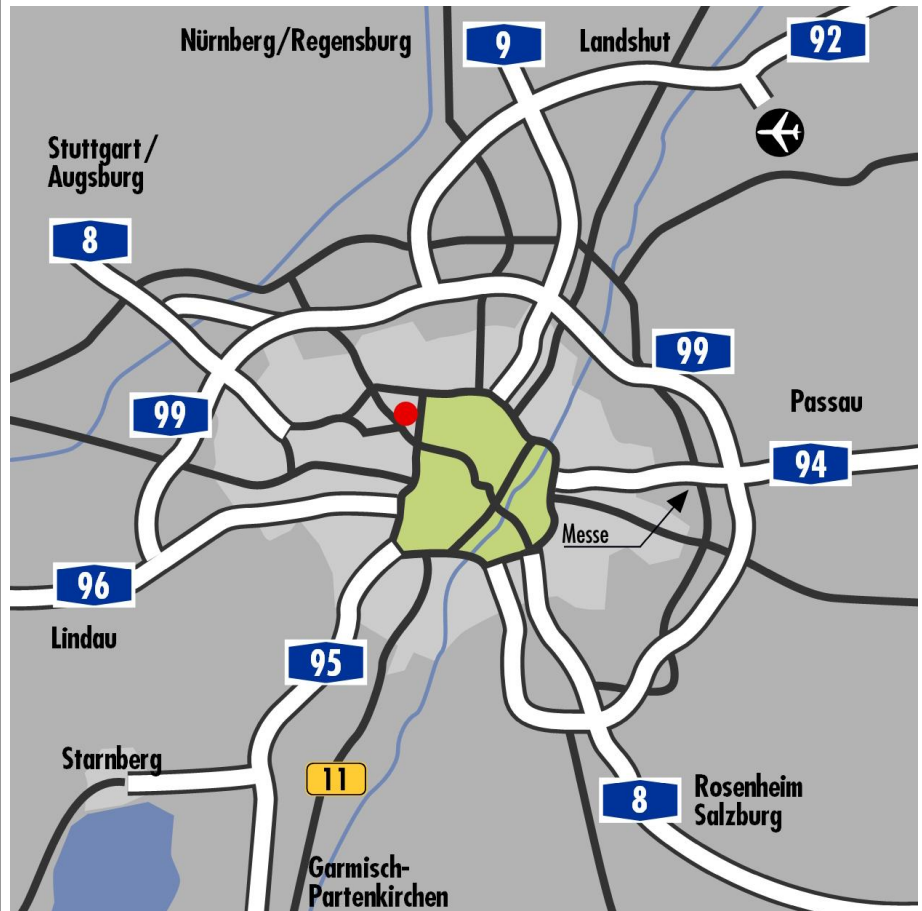 Nürnberg/Regensburg
9
Landshut
92
Stuttgart/
Augsburg
8
99
99
Passau
94
Messe
96
Lindau
95
Starnberg
11
8
Rosenheim
Salzburg
Garmisch-
Partenkirchen